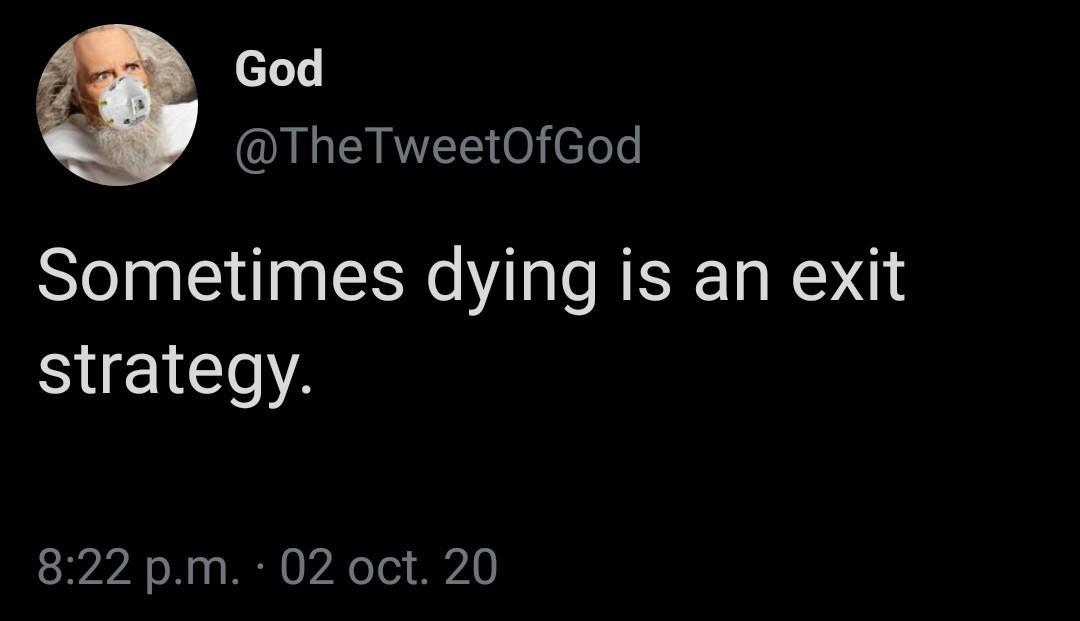 God
@TheTweetOfGod
Sometimes dying is an exit
strategy.
8:22 p.m. · 02 oct. 20